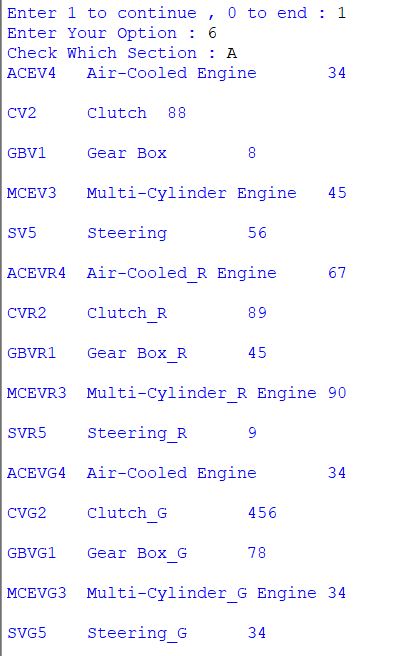 Enter 1 to continue , 0 to end : 1
Enter Your Option : 6
Check Which Section : A
ACEV4 Air-Cooled Engine 34
CV2 Clutch 88
GBV1 Gear Box 8
MCEV3 Multi-Cylinder Engine 45
SV5 Steering 56
ACEVR4 Air-Cooled_R Engine 67
CVR2 Clutch_R 89
GBVR1 Gear Box_R 45
MCEVR3 Multi-Cylinder_R Engine 90
SVR5 Steering_R 9
ACEVG4 Air-Cooled Engine 34
CVG2 Clutch_G 456
GBVG1 Gear Box_G 78
MCEVG3 Multi-Cylinder_G Engine 34
SVG5 Steering_G 34